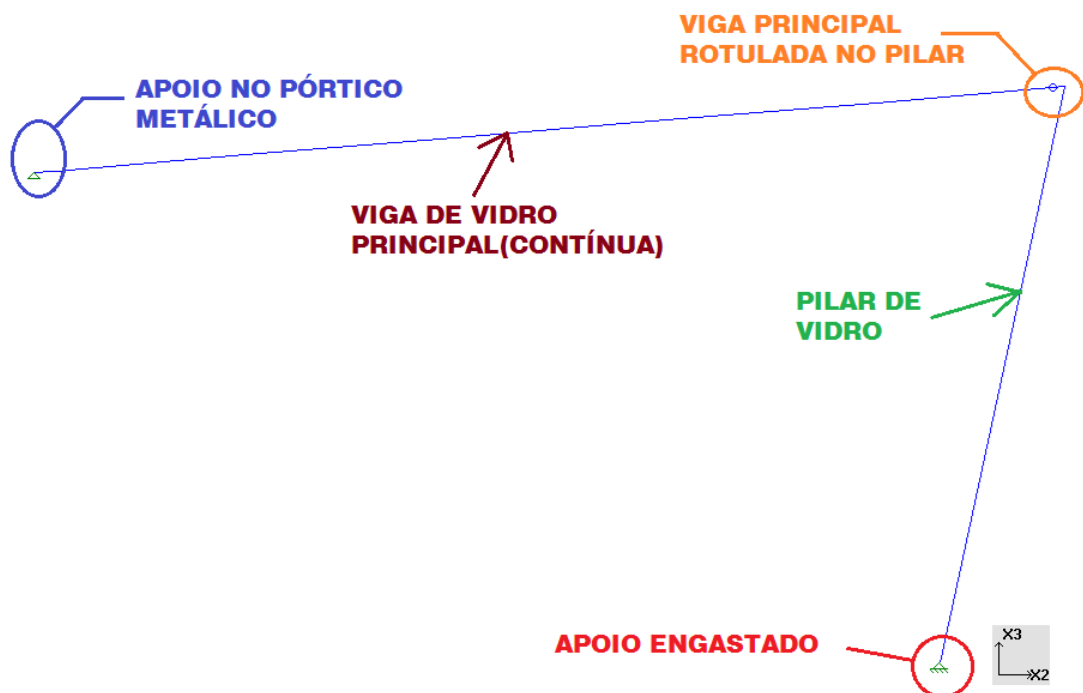 VIGA PRINCIPAL
ROTULADA NO PILAR
APOIO NO PÓRTICO
METÁLICO
VIGA DE VIDRO
PRINCIPAL(CONTÍNUA)
PILAR DE
VIDRO
APOIO ENGASTADO
X3
X2